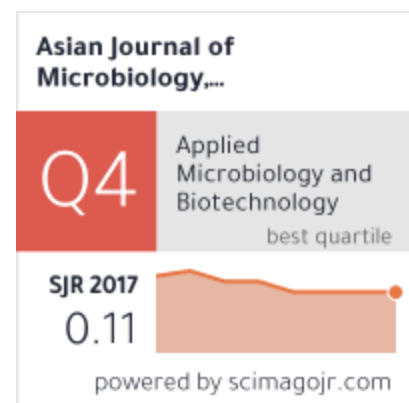 Asian Journal of
Microbiology,...
Q4
Applied
Microbiology and
Biotechnology
best quartile
SJR 2017
0.11
powered by scimagojr.com